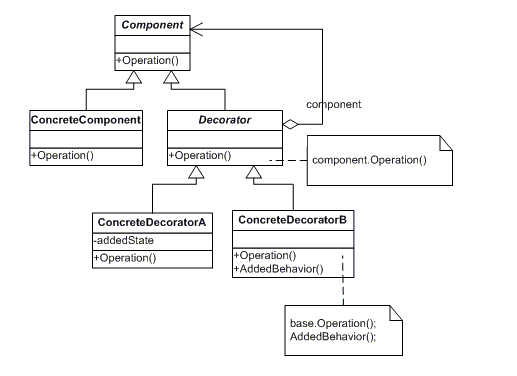 Component
+Operation()
component
ConcreteComponent
+Operation()
Decorator
+Operation()
component.Operation()
ConcreteDecoratorA
-addedState
+Operation()
ConcreteDecoratorB
+Operation()
+AddedBehavior()
base.Operation();
AddedBehavior();